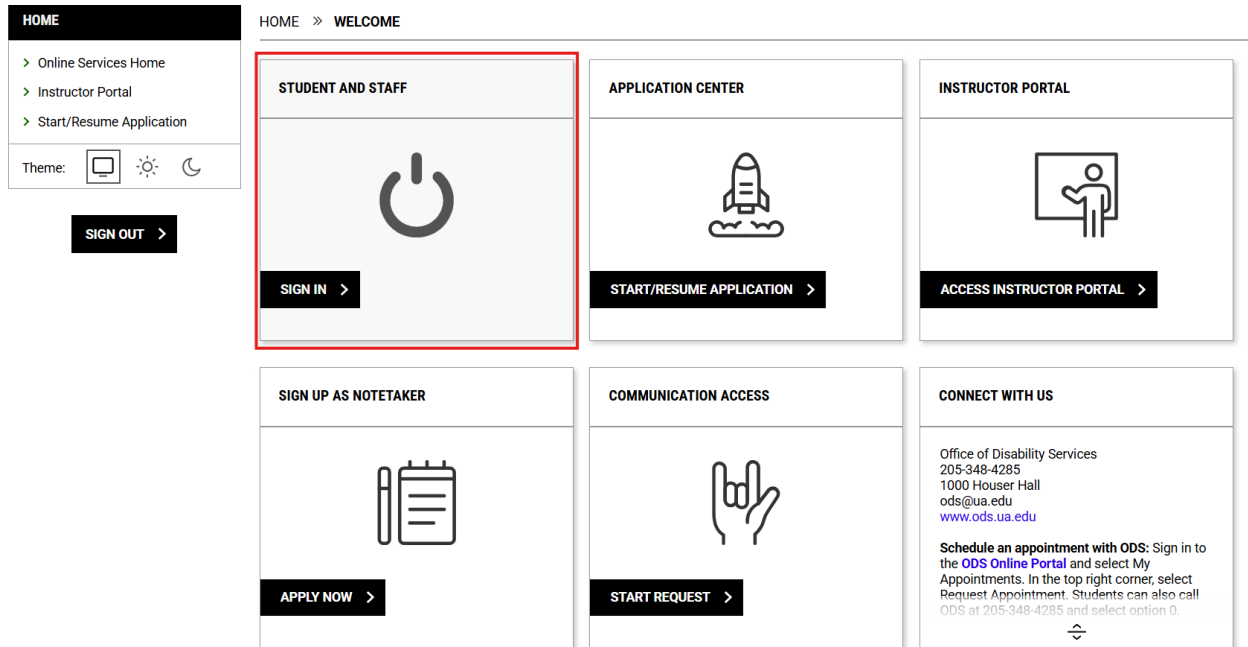 HOME
Online Services Home
Instructor Portal
Start/Resume Application
Theme:
SIGN OUT
HOME » WELCOME
STUDENT AND STAFF
SIGN IN
APPLICATION CENTER
START/RESUME APPLICATION
INSTRUCTOR PORTAL
ACCESS INSTRUCTOR PORTAL
SIGN UP AS NOTETAKER
APPLY NOW
COMMUNICATION ACCESS
START REQUEST
CONNECT WITH US
Office of Disability Services
205-348-4285
1000 Houser Hall
ods@ua.edu
www.ods.ua.edu
Schedule an appointment with ODS: Sign in to
the ODS Online Portal and select My
Appointments. In the top right corner, select
Request Appointment. Students can also call
ODS at 205-348-4285 and select option 0.